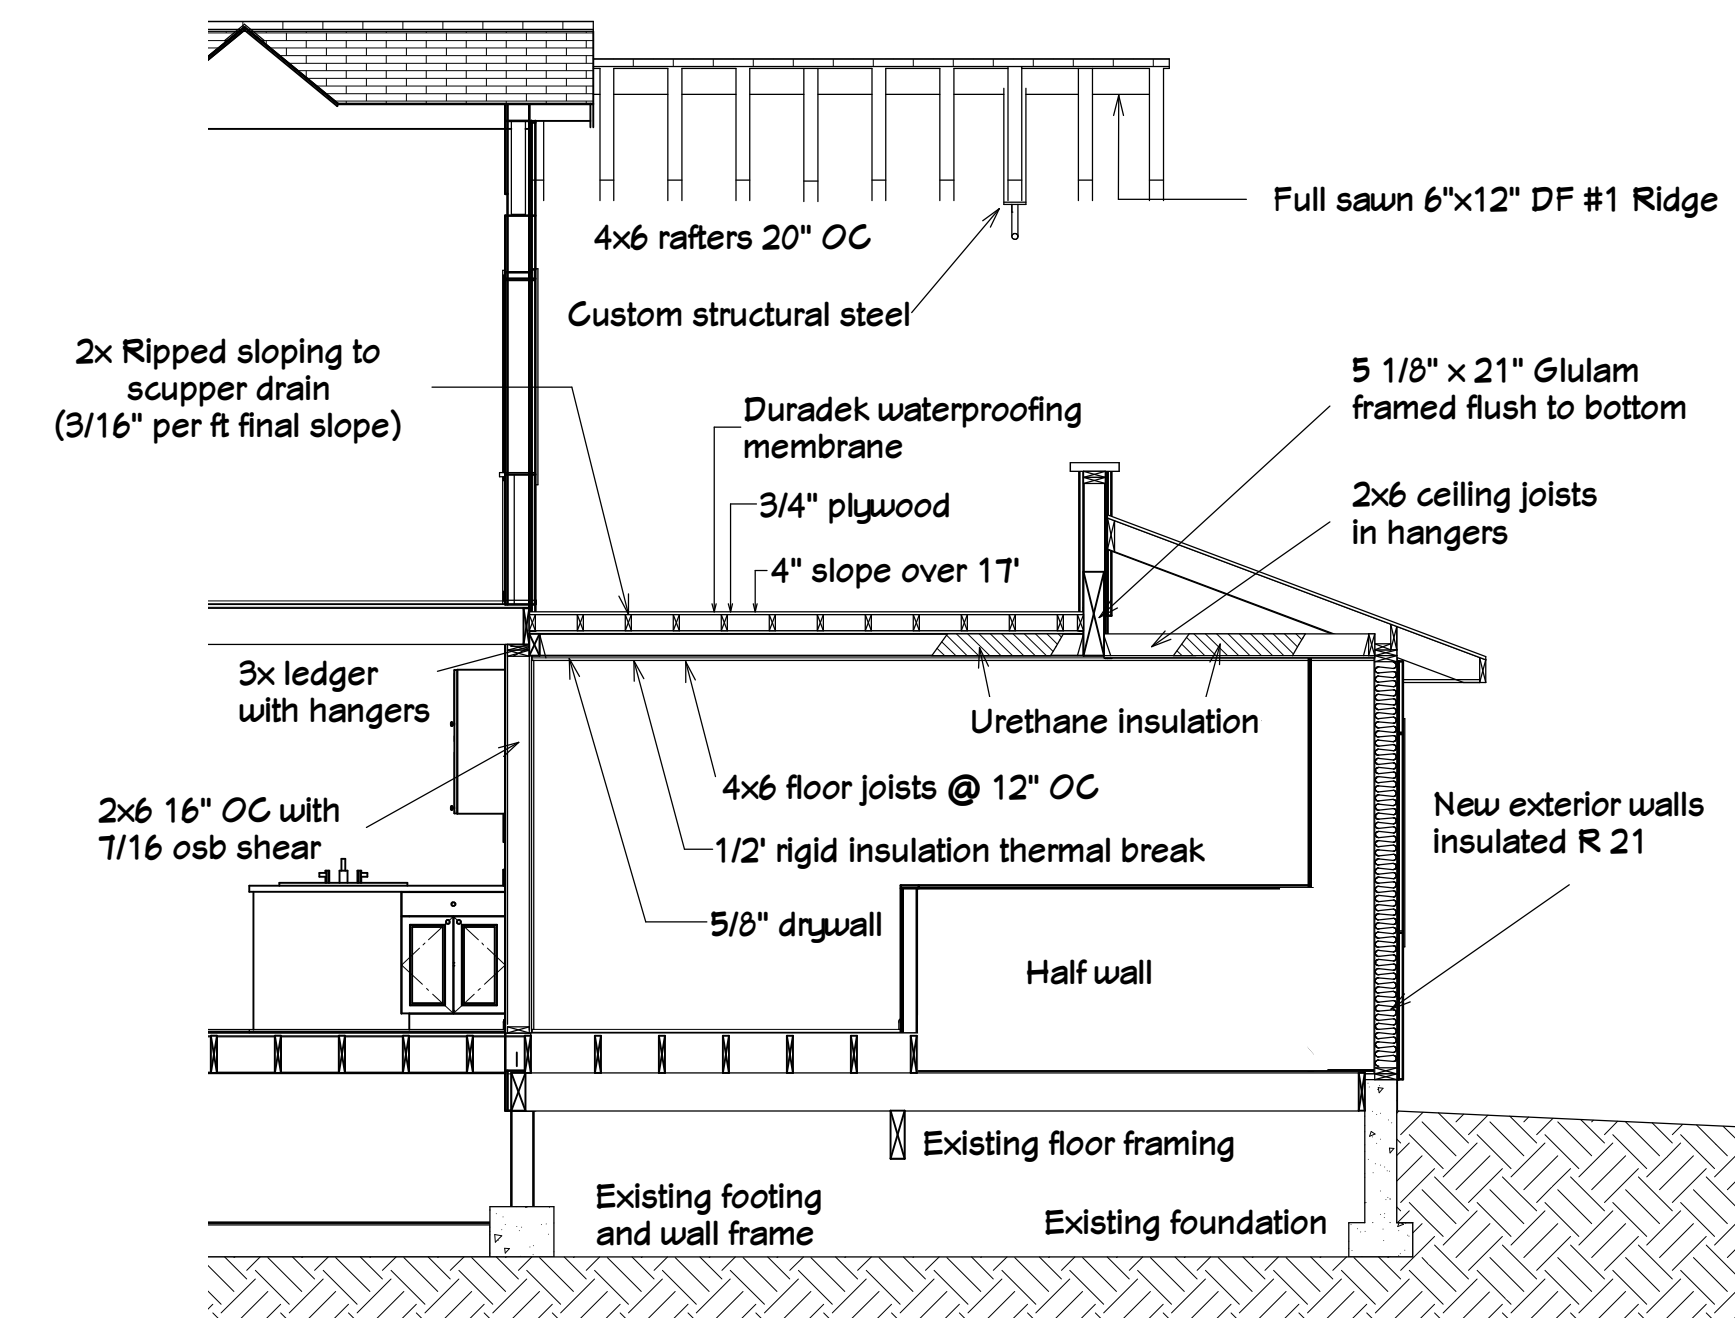 Full sawn 6"x12" DF #1 Ridge
4x6 rafters 20" OC
Custom structural steel
2x Ripped sloping to
scupper drain
(3/16" per ft final slope)
Duradek waterproofing
membrane
5 1/8" x 21" Glulam
framed flush to bottom
3/4" plywood
2x6 ceiling joists
in hangers
4" slope over 17'
3x ledger
with hangers
Urethane insulation
4x6 floor joists @ 12" OC
2x6 16" OC with
7/16 osb shear
New exterior walls
insulated R 21
1/2' rigid insulation thermal break
5/8" drywall
Half wall
Existing floor framing
Existing footing
and wall frame
Existing foundation